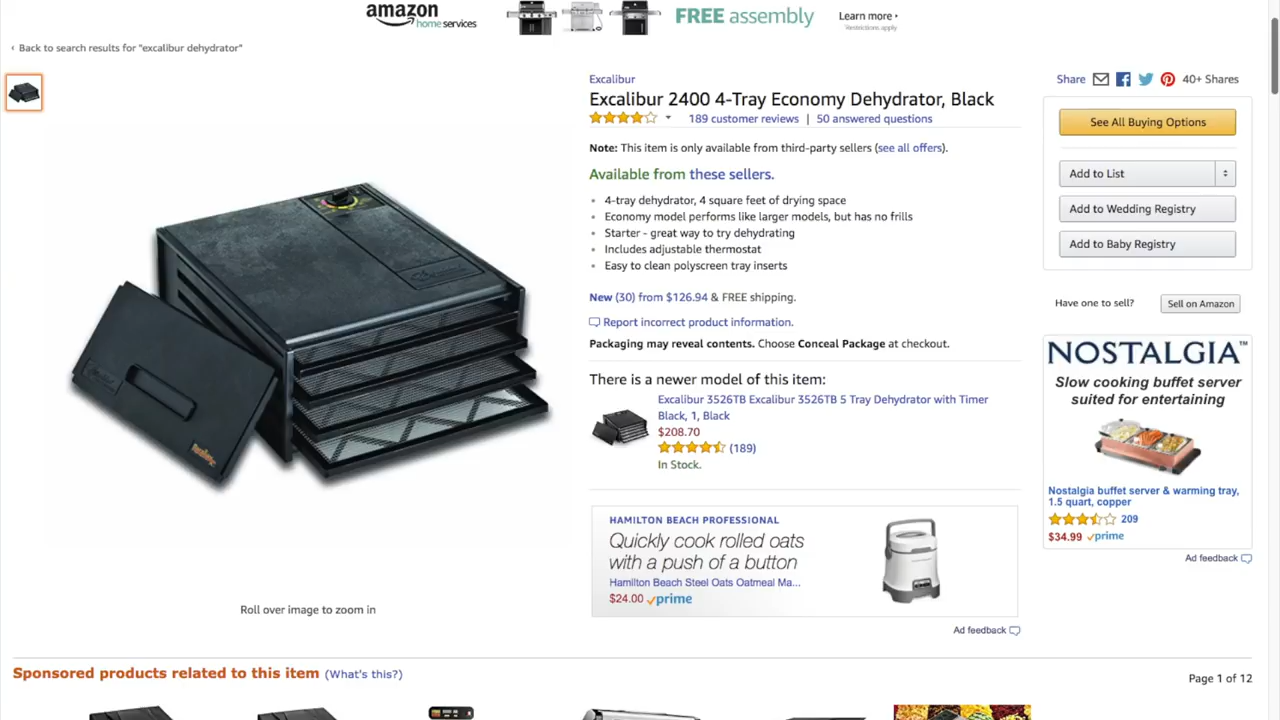 amazon
home services
FREE assembly
Learn more ›
Restrictions apply
‹ Back to search results for "excalibur dehydrator"
Excalibur
Excalibur 2400 4-Tray Economy Dehydrator, Black
189 customer reviews | 50 answered questions
Note: This item is only available from third-party sellers (see all offers).
Available from these sellers.
• 4-tray dehydrator, 4 square feet of drying space
• Economy model performs like larger models, but has no frills
• Starter - great way to try dehydrating
• Includes adjustable thermostat
• Easy to clean polyscreen tray inserts
New (30) from $126.94 & FREE shipping.
Report incorrect product information.
Packaging may reveal contents. Choose Conceal Package at checkout.
There is a newer model of this item:
Excalibur 3526TB Excalibur 3526TB 5 Tray Dehydrator with Timer
Black, 1, Black
$208.70
(189)
In Stock.
HAMILTON BEACH PROFESSIONAL
Quickly cook rolled oats
with a push of a button
Hamilton Beach Steel Oats Oatmeal Ma...
$24.00 prime
Ad feedback
Share
40+ Shares
See All Buying Options
Add to List
Add to Wedding Registry
Add to Baby Registry
Have one to sell?
Sell on Amazon
NOSTALGIA™
Slow cooking buffet server
suited for entertaining
Nostalgia buffet server & warming tray,
1.5 quart, copper
209
$34.99 prime
Ad feedback
Roll over image to zoom in
Sponsored products related to this item (What's this?)
Page 1 of 12